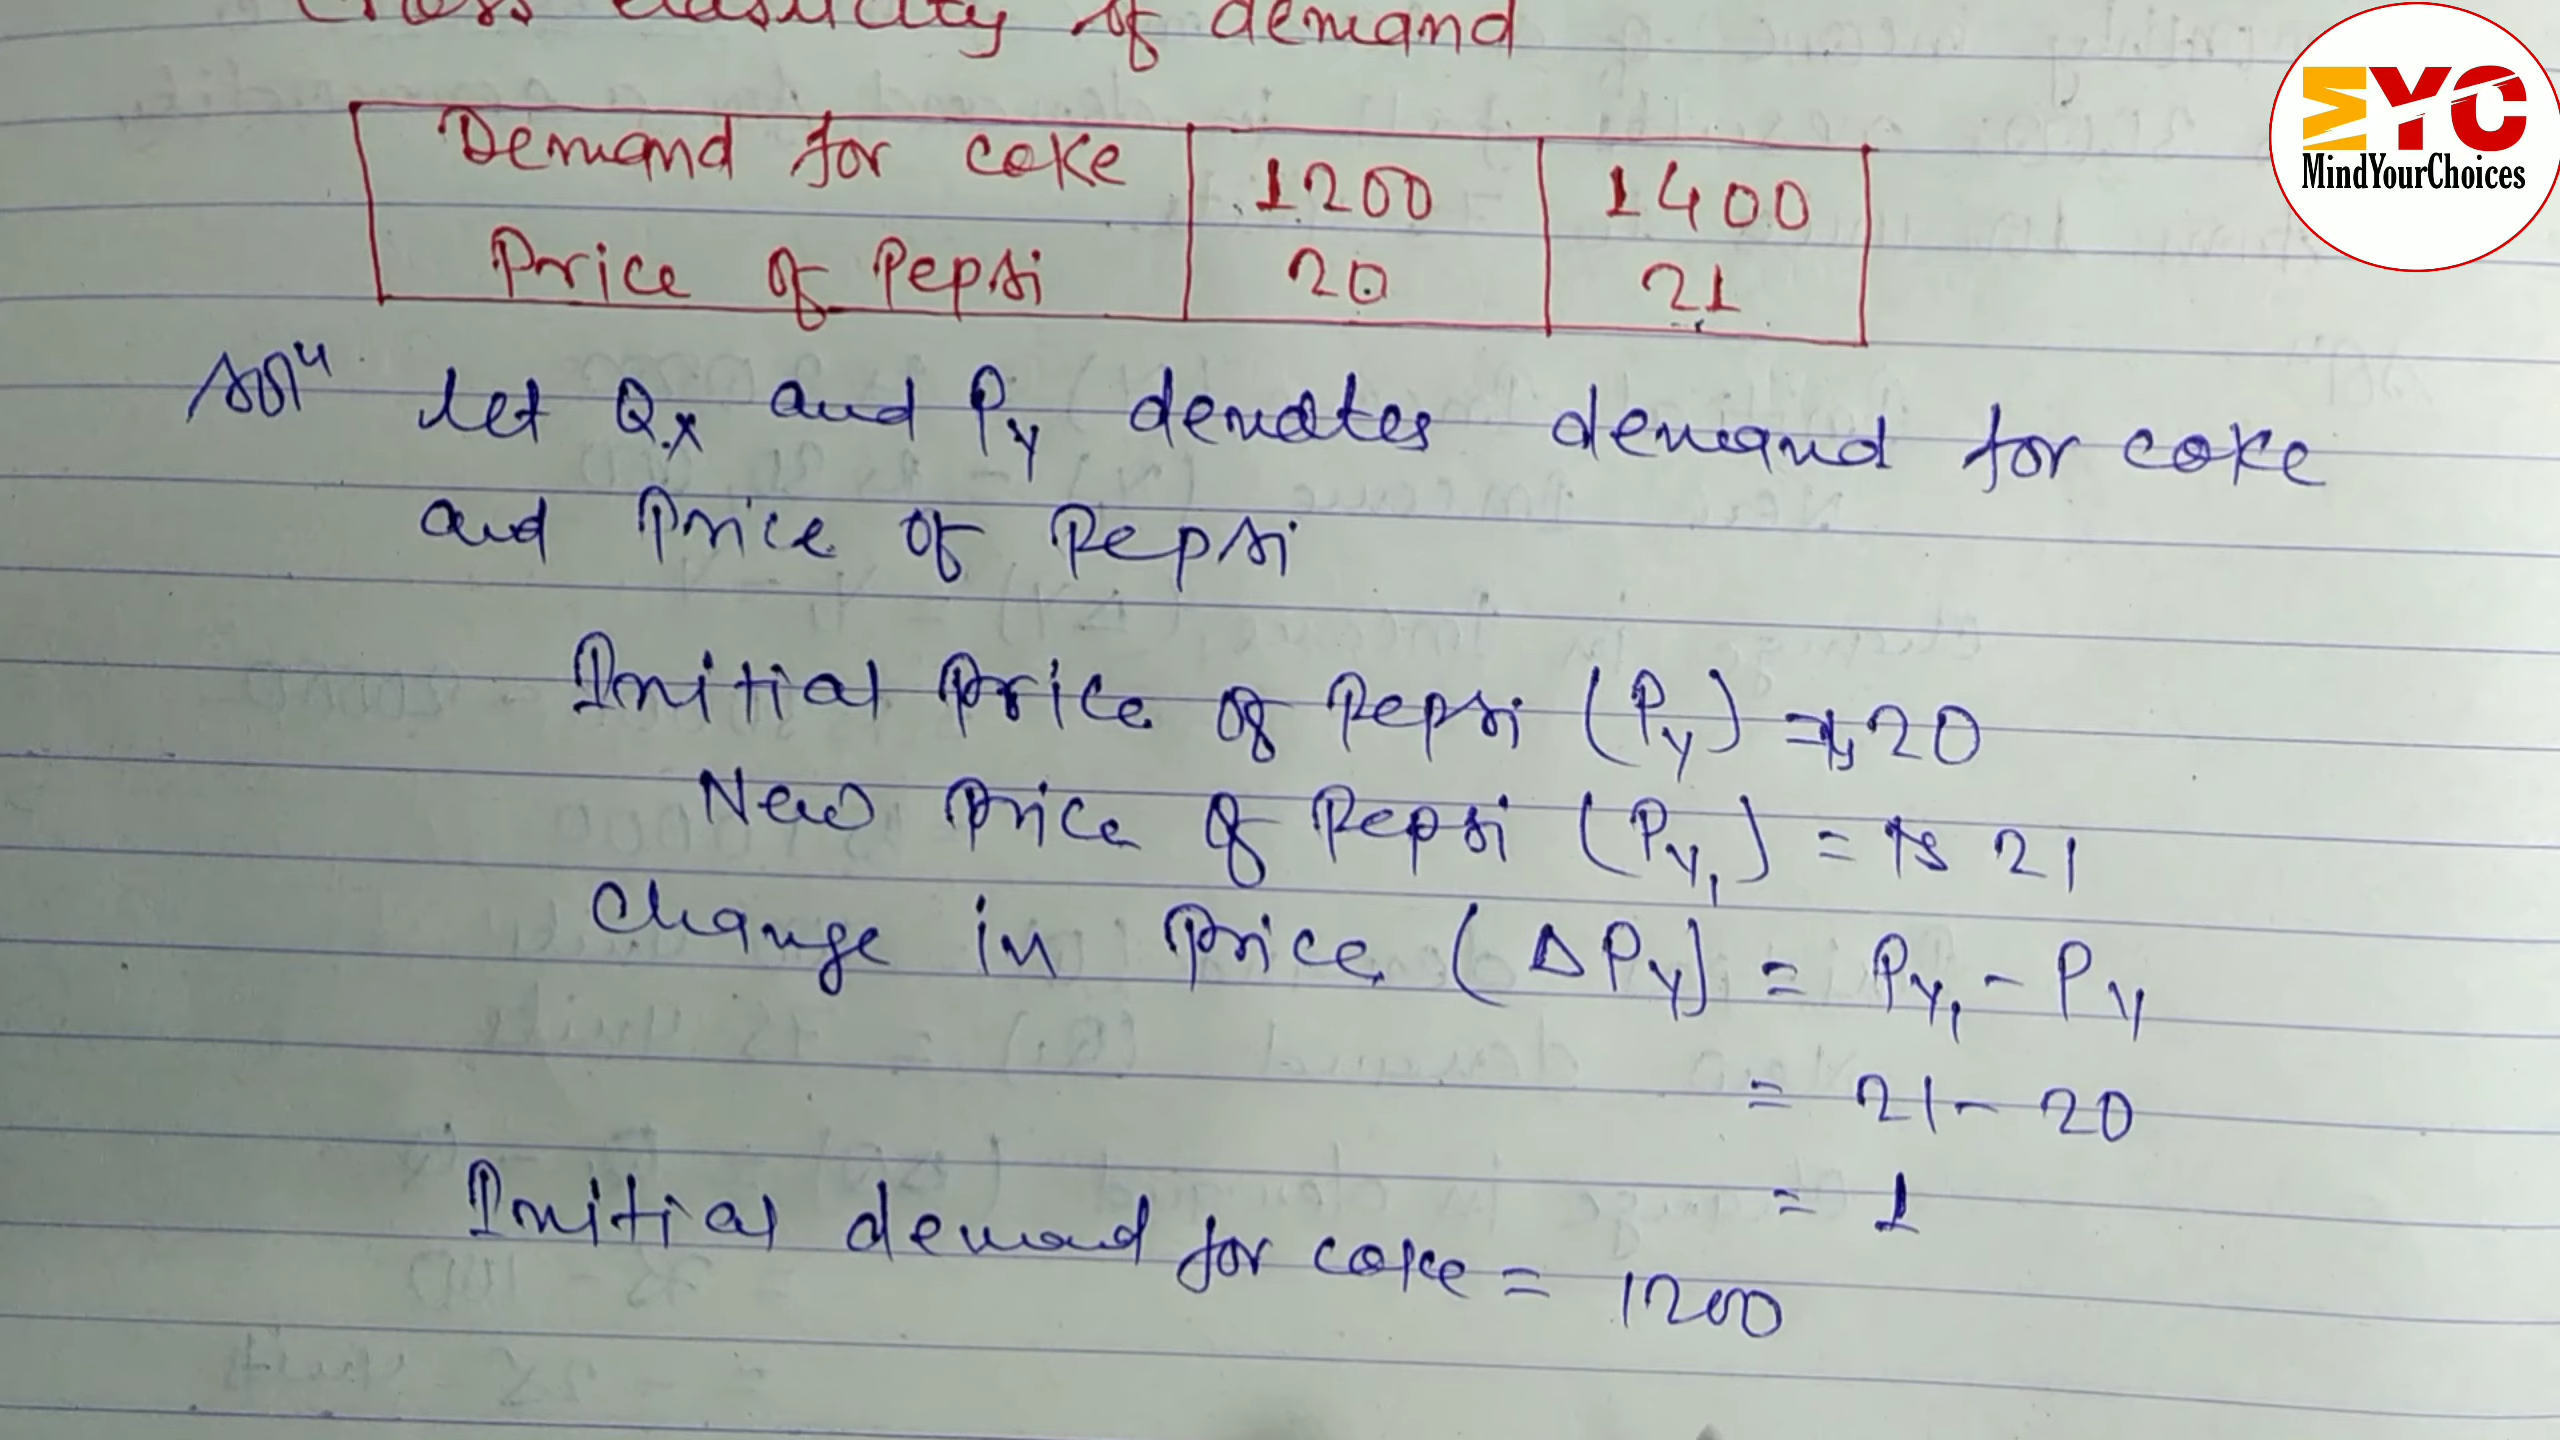 Cross elasticity of demand
Demand for coke 1200 1400
Price of Pepsi 20 21
MYC
MindYourChoices
Solⁿ Let Qx and Py denotes demand for coke
and Price of Pepsi
Initial Price of Pepsi (Py) = Rs 20
New Price of Pepsi (Py₁) = Rs 21
Change in Price (ΔPy) = Py₁ - Py
= 21 - 20
= 1
Initial demand for coke = 1200